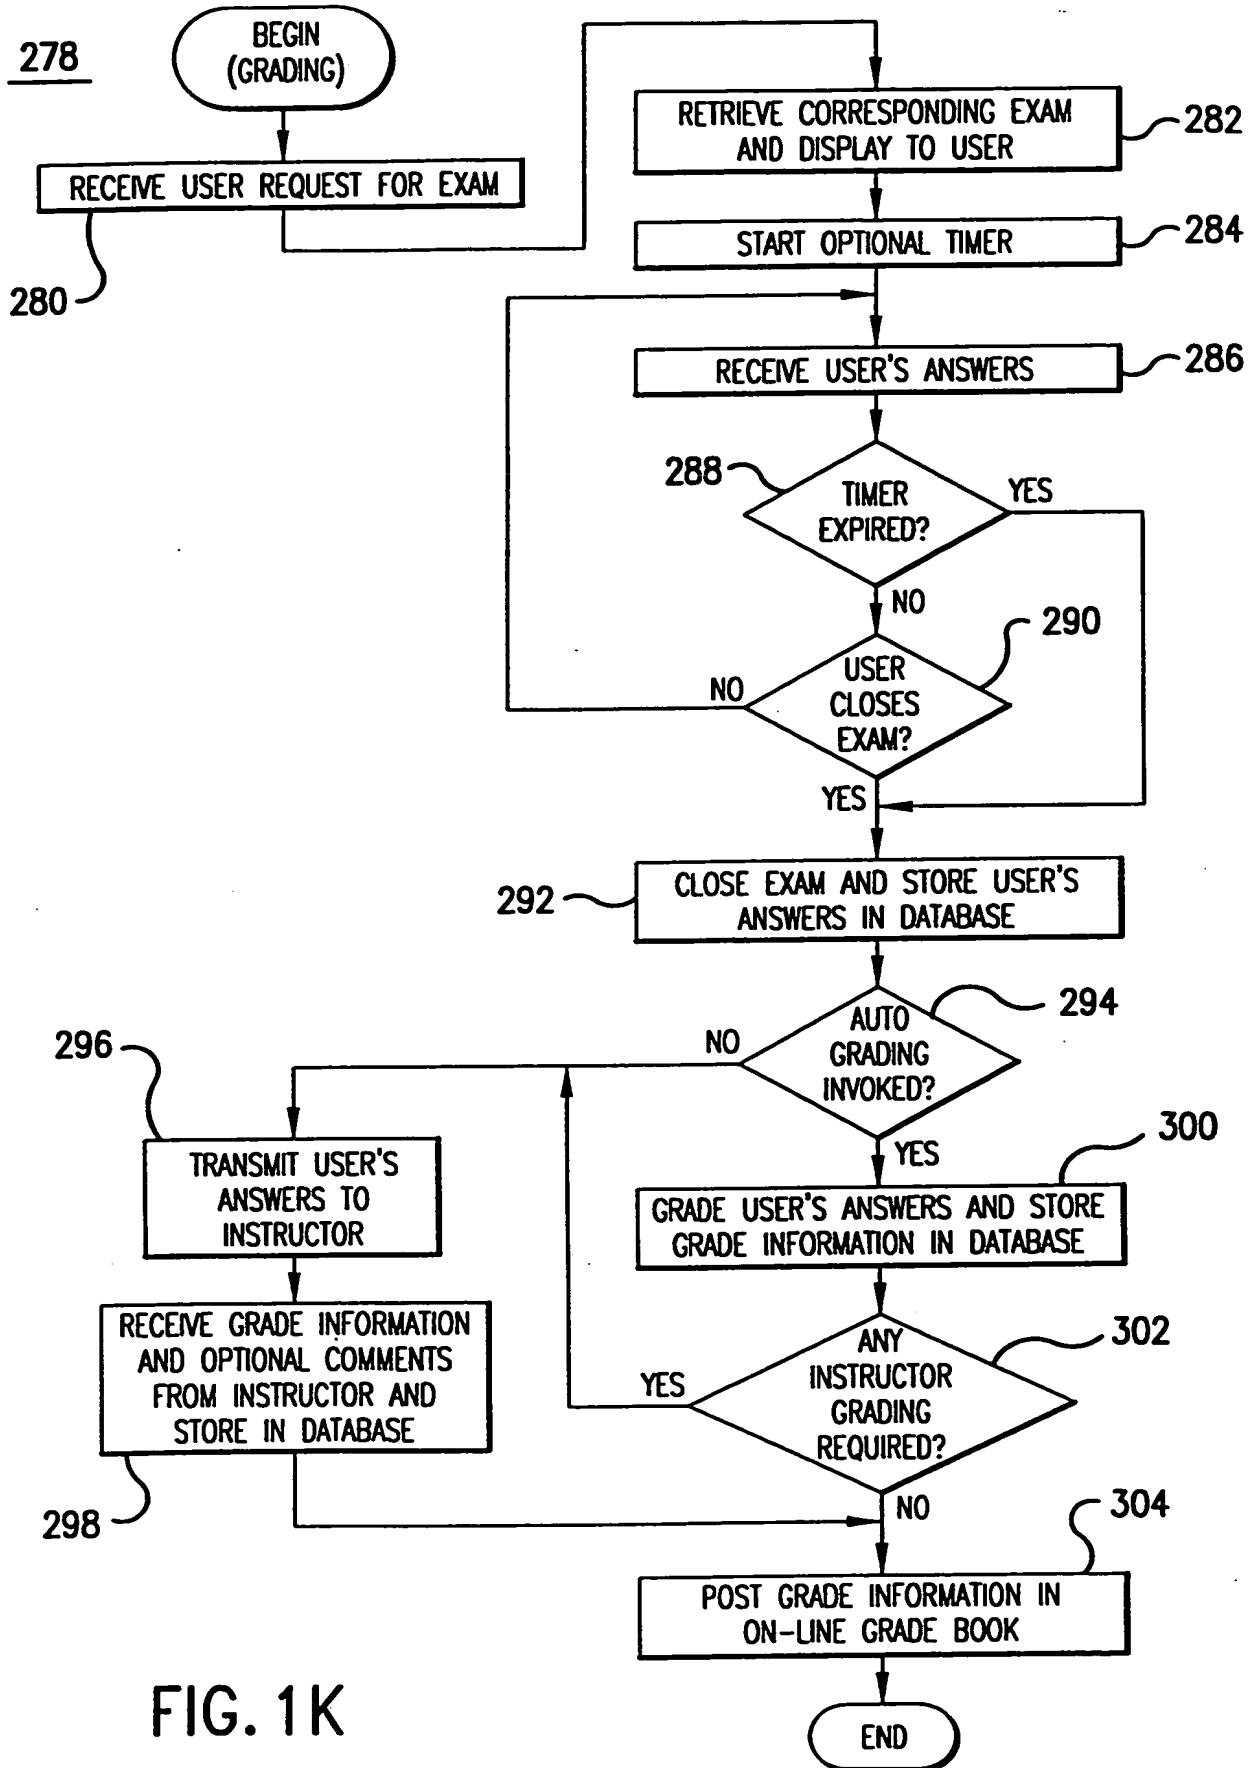 278
BEGIN
(GRADING)
RECEIVE USER REQUEST FOR EXAM
280
RETRIEVE CORRESPONDING EXAM
AND DISPLAY TO USER
282
START OPTIONAL TIMER
284
RECEIVE USER'S ANSWERS
286
288
TIMER
EXPIRED?
YES
NO
290
USER
CLOSES
EXAM?
NO
YES
CLOSE EXAM AND STORE USER'S
ANSWERS IN DATABASE
292
294
AUTO
GRADING
INVOKED?
NO
YES
296
TRANSMIT USER'S
ANSWERS TO
INSTRUCTOR
300
GRADE USER'S ANSWERS AND STORE
GRADE INFORMATION IN DATABASE
RECEIVE GRADE INFORMATION
AND OPTIONAL COMMENTS
FROM INSTRUCTOR AND
STORE IN DATABASE
298
302
ANY
INSTRUCTOR
GRADING
REQUIRED?
YES
NO
304
POST GRADE INFORMATION IN
ON-LINE GRADE BOOK
END
FIG. 1K